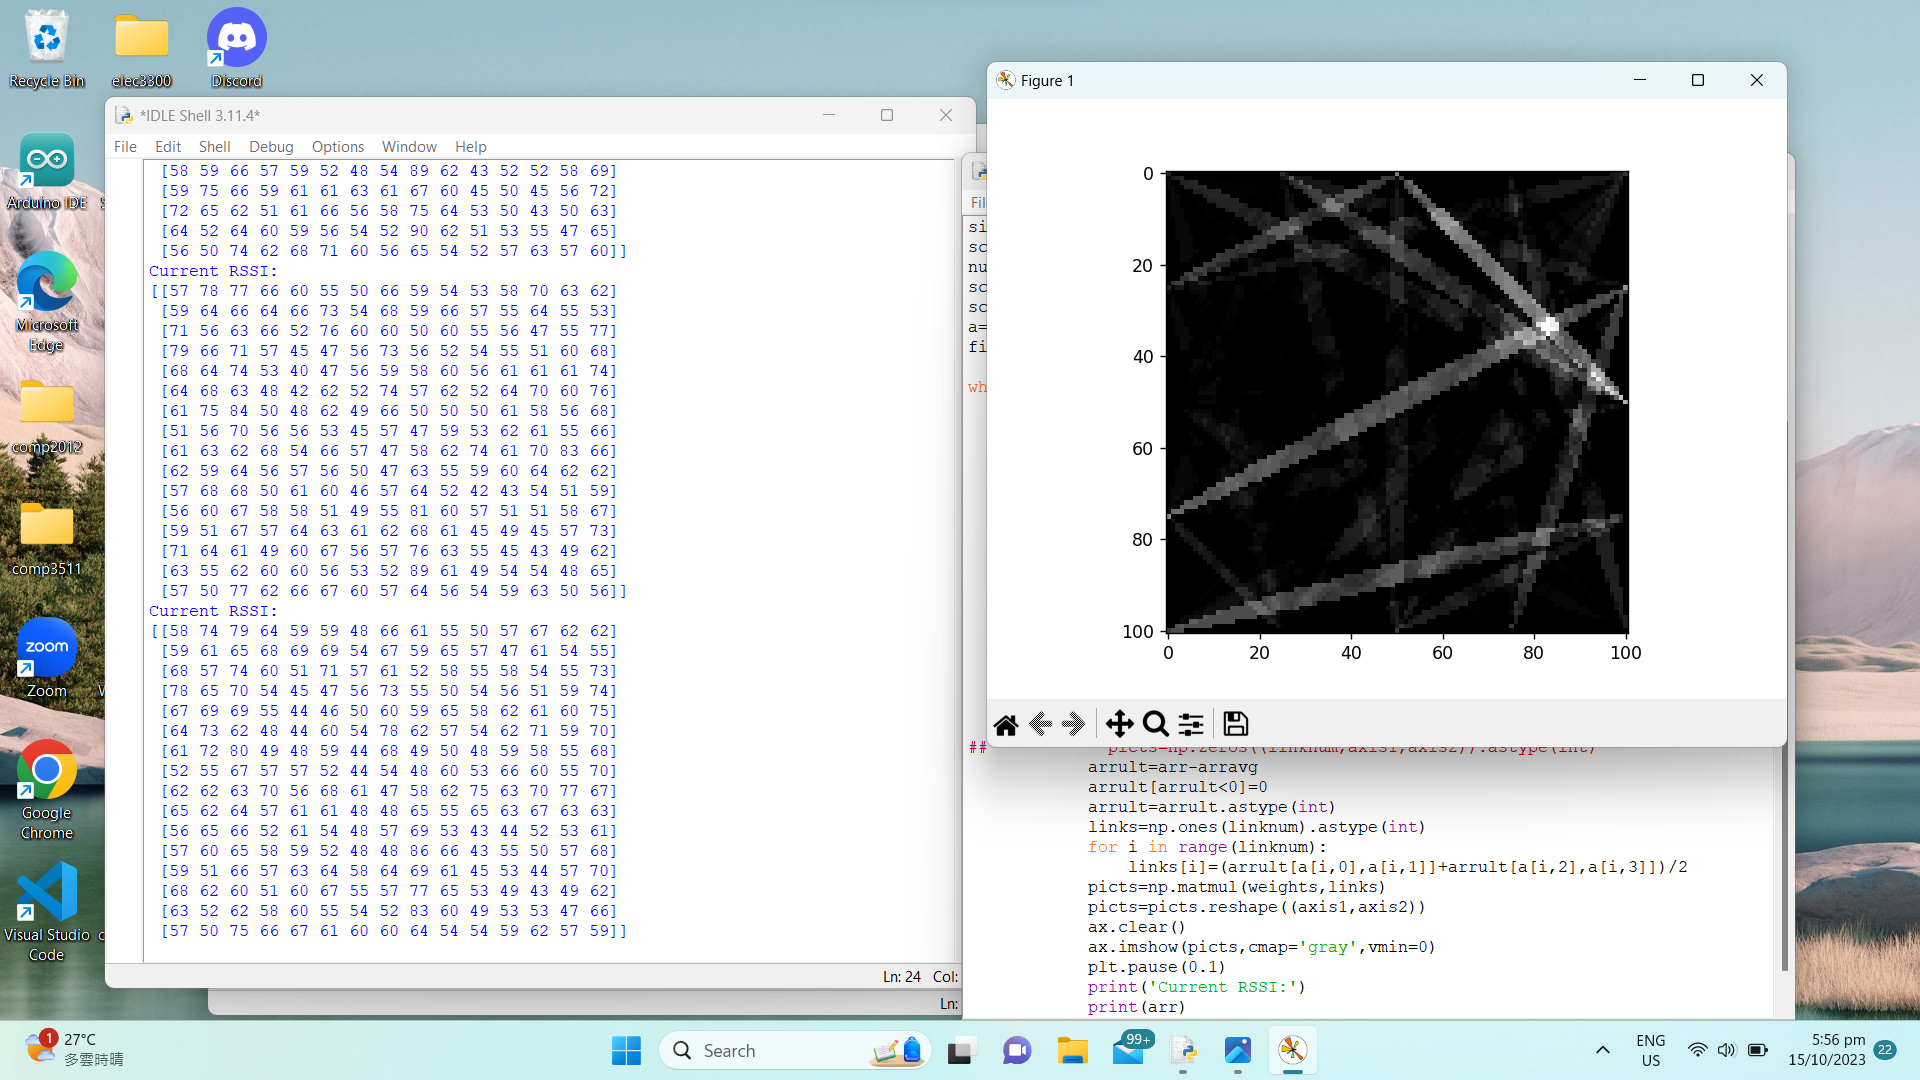 Recycle Bin
elec3300
Discord
Arduino IDE
Microsoft
Edge
comp2012
comp3511
Zoom
Google
Chrome
Visual Studio
Code
*IDLE Shell 3.11.4*
File Edit Shell Debug Options Window Help
[58 59 66 57 59 52 48 54 89 62 43 52 52 58 69]
[59 75 66 59 61 61 63 61 67 60 45 50 45 56 72]
[72 65 62 51 61 66 56 58 75 64 53 50 43 50 63]
[64 52 64 60 59 56 54 52 90 62 51 53 55 47 65]
[56 50 74 62 68 71 60 56 65 54 52 57 63 57 60]]
Current RSSI:
[[57 78 77 66 60 55 50 66 59 54 53 58 70 63 62]
[59 64 66 64 66 73 54 68 59 66 57 55 64 55 53]
[71 56 63 66 52 76 60 60 50 60 55 56 47 55 77]
[79 66 71 57 45 47 56 73 56 52 54 55 51 60 68]
[68 64 74 53 40 47 56 59 58 60 56 61 61 61 74]
[64 68 63 48 42 62 52 74 57 62 52 64 70 60 76]
[61 75 84 50 48 62 49 66 50 50 50 61 58 56 68]
[51 56 70 56 56 53 45 57 47 59 53 62 61 55 66]
[61 63 62 68 54 66 57 47 58 62 74 61 70 83 66]
[62 59 64 56 57 56 50 47 63 55 59 60 64 62 62]
[57 68 68 50 61 60 46 57 64 52 42 43 54 51 59]
[56 60 67 58 58 51 49 55 81 60 57 51 51 58 67]
[59 51 67 57 64 63 61 62 68 61 45 49 45 57 73]
[71 64 61 49 60 67 56 57 76 63 55 45 43 49 62]
[63 55 62 60 60 56 53 52 89 61 49 54 54 48 65]
[57 50 77 62 66 67 60 57 64 56 54 59 63 50 56]]
Current RSSI:
[[58 74 79 64 59 59 48 66 61 55 50 57 67 62 62]
[59 61 65 68 69 69 54 67 59 65 57 47 61 54 55]
[68 57 74 60 51 71 57 61 52 58 55 58 54 55 73]
[78 65 70 54 45 47 56 73 55 50 54 56 51 59 74]
[67 69 69 55 44 46 50 60 59 65 58 62 61 60 75]
[64 73 62 48 44 60 54 78 62 57 54 62 71 59 70]
[61 72 80 49 48 59 44 68 49 50 48 59 58 55 68]
[52 55 67 57 57 52 44 54 48 60 53 66 60 55 70]
[62 62 63 70 56 68 61 47 58 62 75 63 70 77 67]
[65 62 64 57 61 61 48 48 65 55 65 63 67 63 63]
[56 65 66 52 61 54 48 57 69 53 43 44 52 53 61]
[57 60 65 58 59 52 48 48 86 66 43 55 50 57 68]
[59 51 66 57 63 64 58 64 69 61 45 53 44 57 70]
[68 62 60 51 60 67 55 57 77 65 53 49 43 49 62]
[63 52 62 58 60 55 54 52 83 60 49 53 53 47 66]
[57 50 75 66 67 61 60 60 64 54 54 59 62 57 59]]
Ln: 24 Col:
Ln:
Fil
si
sc
nu
sc
sc
a=
fi
wh
Figure 1
0
20
40
60
80
100
0 20 40 60 80 100
## picts=np.zeros((linknum,axis1,axis2)).astype(int)
arrult=arr-arravg
arrult[arrult<0]=0
arrult=arrult.astype(int)
links=np.ones(linknum).astype(int)
for i in range(linknum):
links[i]=(arrult[a[i,0],a[i,1]]+arrult[a[i,2],a[i,3]])/2
picts=np.matmul(weights,links)
picts=picts.reshape((axis1,axis2))
ax.clear()
ax.imshow(picts,cmap='gray',vmin=0)
plt.pause(0.1)
print('Current RSSI:')
print(arr)
1
27°C
多雲時晴
Search
99+
ENG
US
5:56 pm
15/10/2023
22
zoom